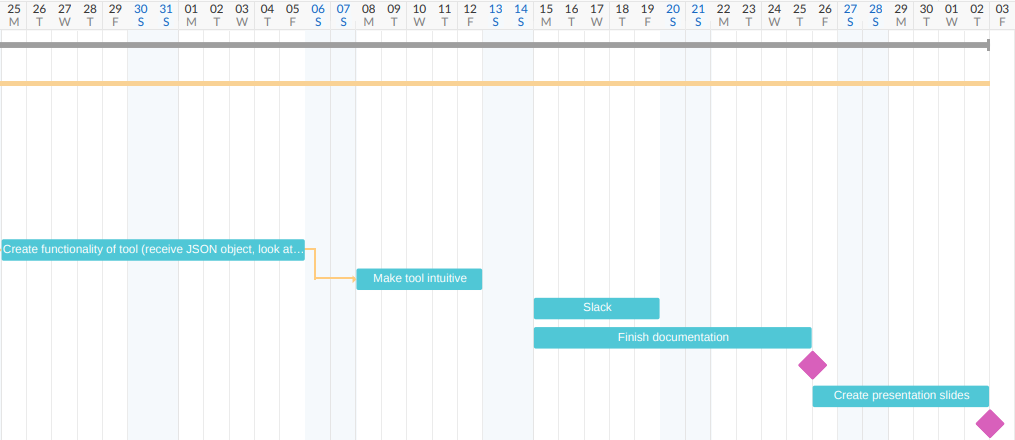 25 26 27 28 29 30 31 01 02 03 04 05 06 07 08 09 10 11 12 13 14 15 16 17 18 19 20 21 22 23 24 25 26 27 28 29 30 01 02 03
M T W T F S S M T W T F S S M T W T F S S M T W T F S S M T W T F S S M T W T F
Create functionality of tool (receive JSON object, look at...
Make tool intuitive
Slack
Finish documentation
Create presentation slides